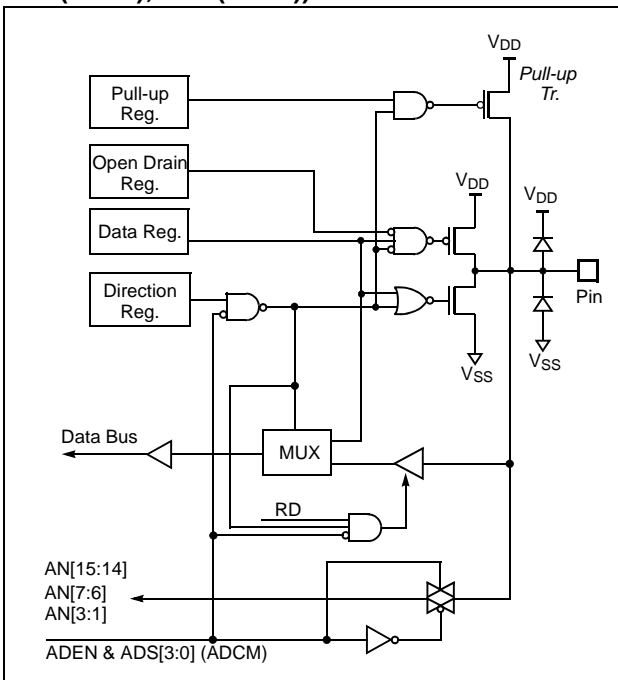 VDD
Pull-up
Tr.
Pull-up
Reg.
Open Drain
Reg.
VDD
VDD
Data Reg.
Direction
Reg.
Pin
VSS
VSS
Data Bus
MUX
RD
AN[15:14]
AN[7:6]
AN[3:1]
ADEN & ADS[3:0] (ADCM)